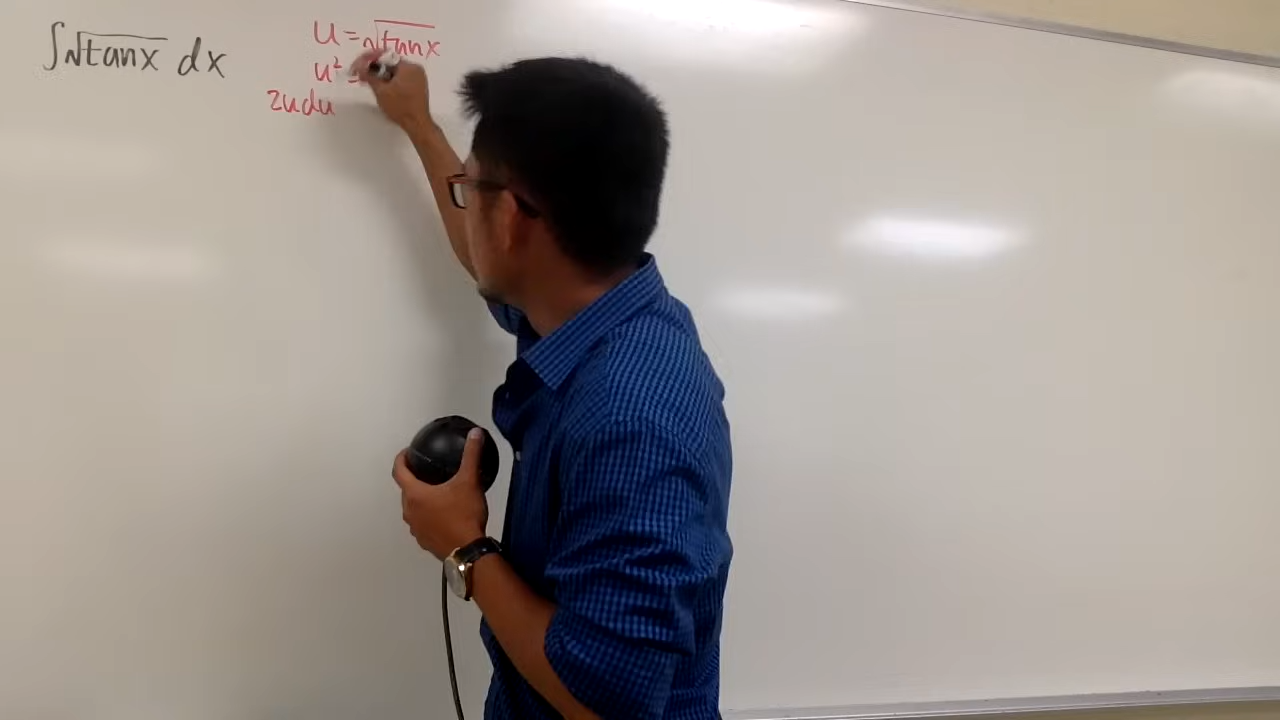 ∫√tanx dx
u=√tanx
u²=
2udu